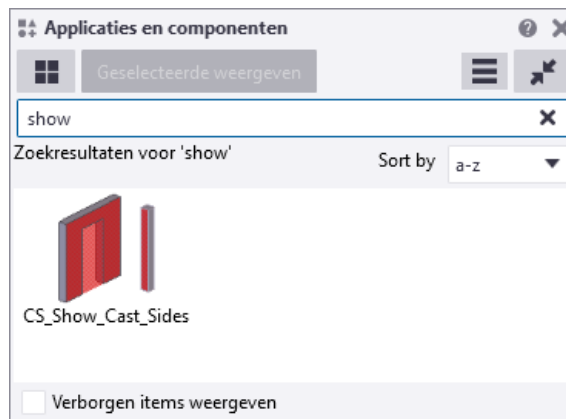 Applicaties en componenten
Geselecteerde weergeven
show
Zoekresultaten voor 'show'
Sort by a-z
CS_Show_Cast_Sides
Verborgen items weergeven